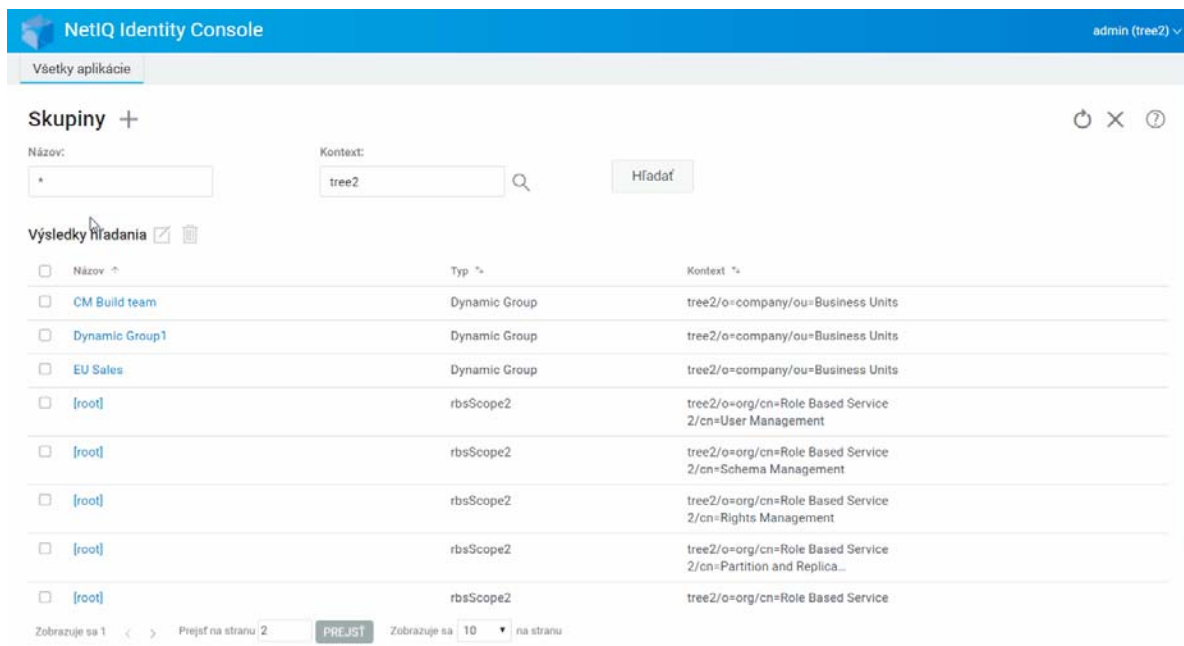 NetIQ Identity Console
admin (tree2)
Všetky aplikácie
Skupiny
Názov:
Kontext:
*
tree2
Hľadať
Výsledky hľadania
Názov
Typ
Kontext
CM Build team
Dynamic Group
tree2/o=company/ou=Business Units
Dynamic Group1
Dynamic Group
tree2/o=company/ou=Business Units
EU Sales
Dynamic Group
tree2/o=company/ou=Business Units
[root]
rbsScope2
tree2/o=org/cn=Role Based Service
2/cn=User Management
[root]
rbsScope2
tree2/o=org/cn=Role Based Service
2/cn=Schema Management
[root]
rbsScope2
tree2/o=org/cn=Role Based Service
2/cn=Rights Management
[root]
rbsScope2
tree2/o=org/cn=Role Based Service
2/cn=Partition and Replica...
[root]
rbsScope2
tree2/o=org/cn=Role Based Service
Zobrazuje sa 1
Prejsť na stranu 2
PREJSŤ
Zobrazuje sa 10 na stranu